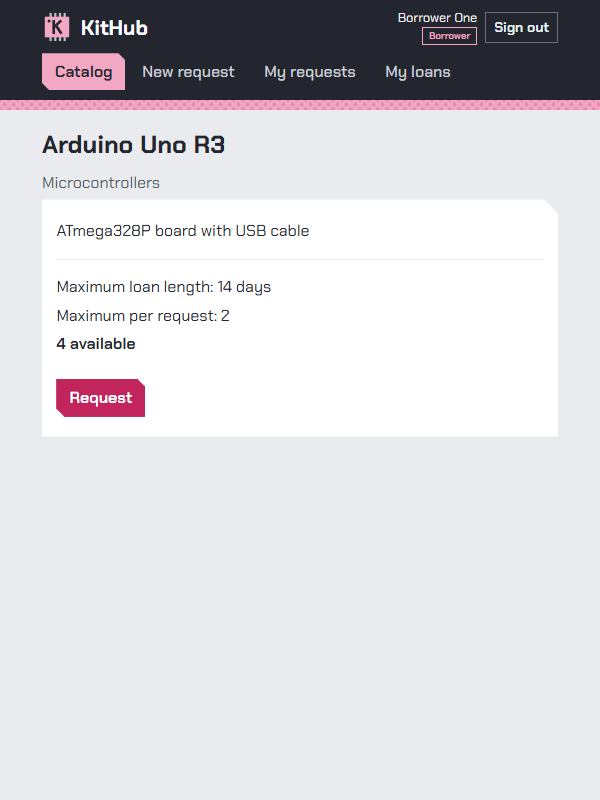 K KitHub
Borrower One
Borrower
Sign out
Catalog New request My requests My loans
Arduino Uno R3
Microcontrollers
ATmega328P board with USB cable
Maximum loan length: 14 days
Maximum per request: 2
4 available
Request